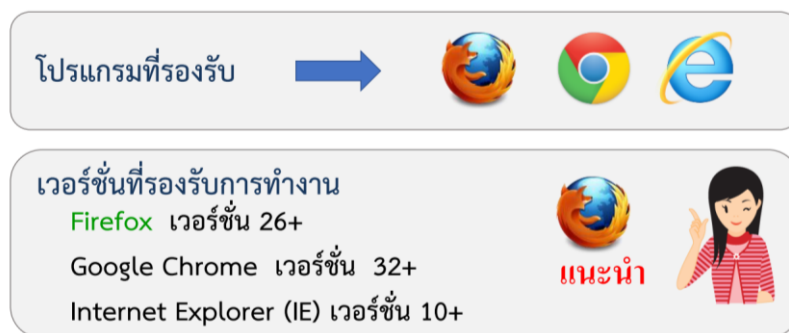 โปรแกรมที่รองรับ
เวอร์ชั่นที่รองรับการทำงาน
Firefox เวอร์ชั่น 26+
Google Chrome เวอร์ชั่น 32+
Internet Explorer (IE) เวอร์ชั่น 10+
แนะนำ